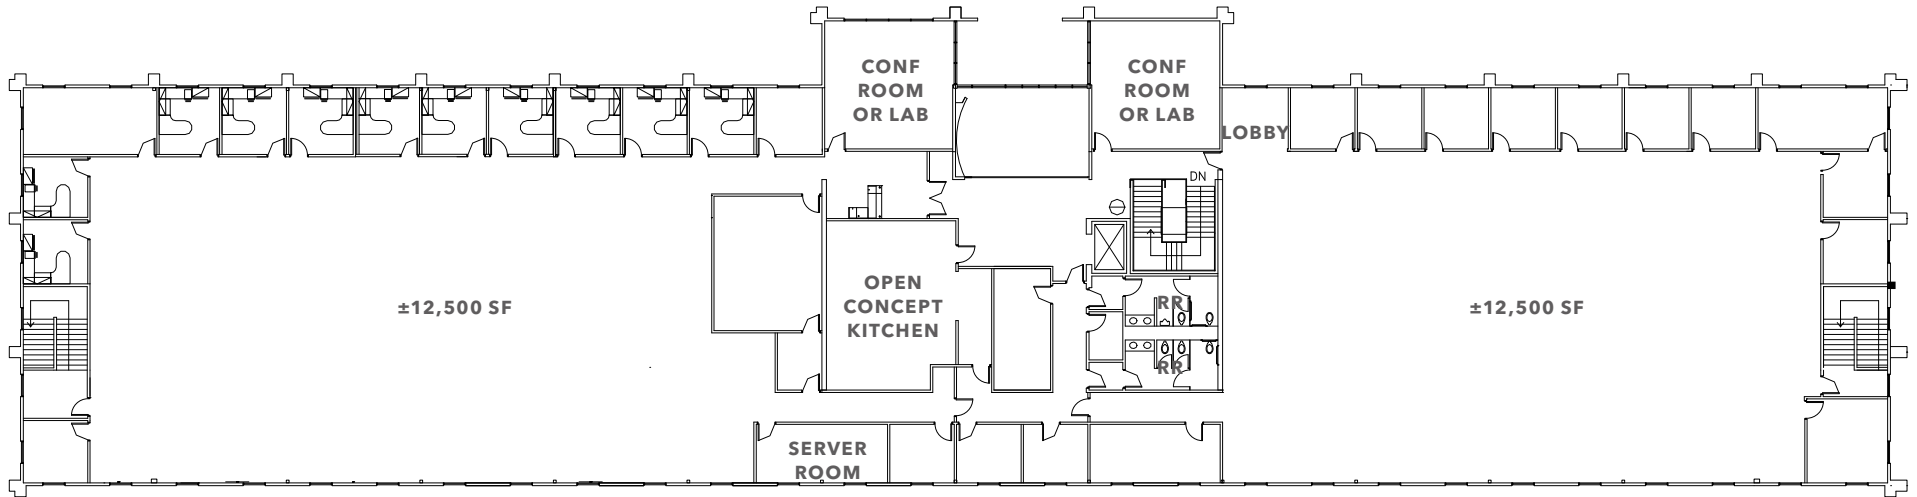 CONF
ROOM
OR LAB
CONF
ROOM
OR LAB
LOBBY
DN
OPEN
CONCEPT
KITCHEN
±12,500 SF
RR
±12,500 SF
RR
SERVER
ROOM